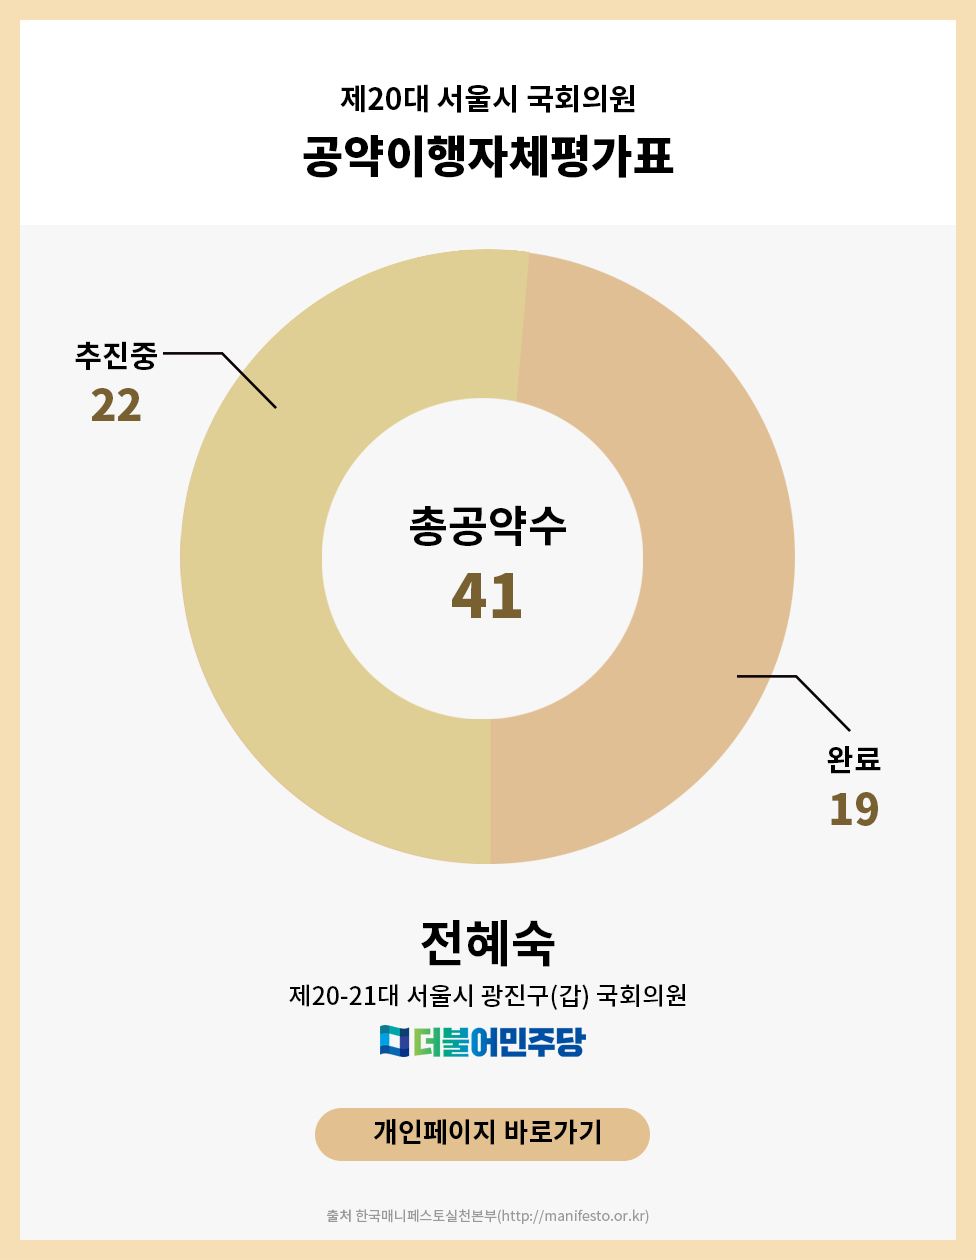 제20대 서울시 국회의원
공약이행자체평가표
추진중
22
총공약수
41
완료
19
전혜숙
제20-21대 서울시 광진구(갑) 국회의원
더불어민주당
개인페이지 바로가기
출처 한국매니페스토실천본부(http://manifesto.or.kr)